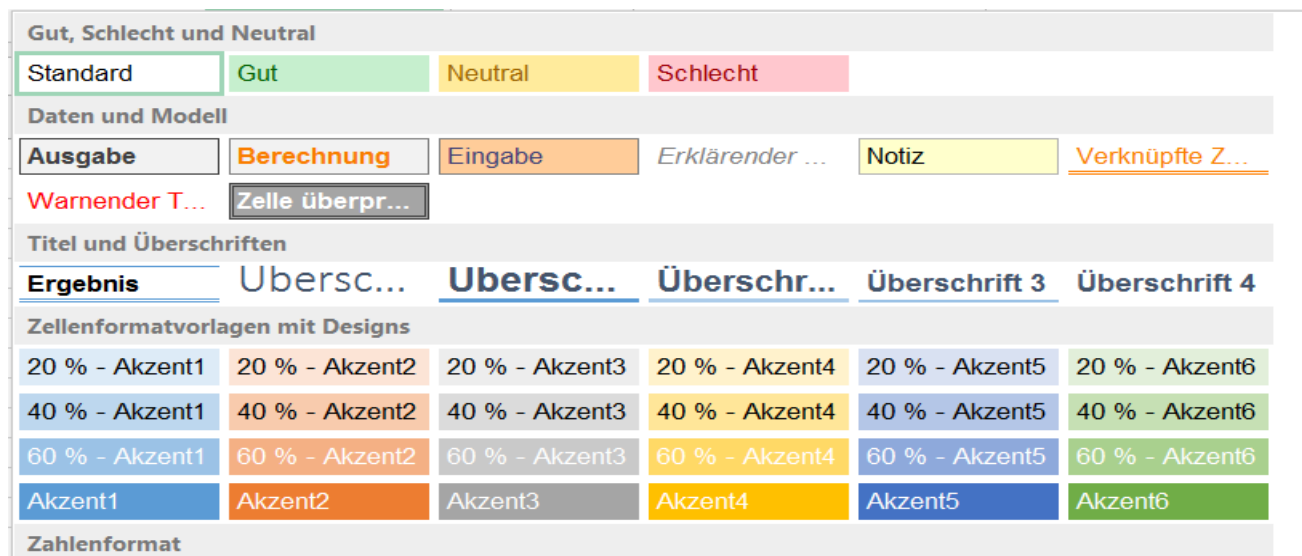 Gut, Schlecht und Neutral
Standard Gut Neutral Schlecht
Daten und Modell
Ausgabe Berechnung Eingabe Erklärender ... Notiz Verknüpfte Z...
Warnender T... Zelle überpr...
Titel und Überschriften
Ergebnis Übersc... Übersc... Überschr... Überschrift 3 Überschrift 4
Zellenformatvorlagen mit Designs
20 % - Akzent1 20 % - Akzent2 20 % - Akzent3 20 % - Akzent4 20 % - Akzent5 20 % - Akzent6
40 % - Akzent1 40 % - Akzent2 40 % - Akzent3 40 % - Akzent4 40 % - Akzent5 40 % - Akzent6
60 % - Akzent1 60 % - Akzent2 60 % - Akzent3 60 % - Akzent4 60 % - Akzent5 60 % - Akzent6
Akzent1 Akzent2 Akzent3 Akzent4 Akzent5 Akzent6
Zahlenformat